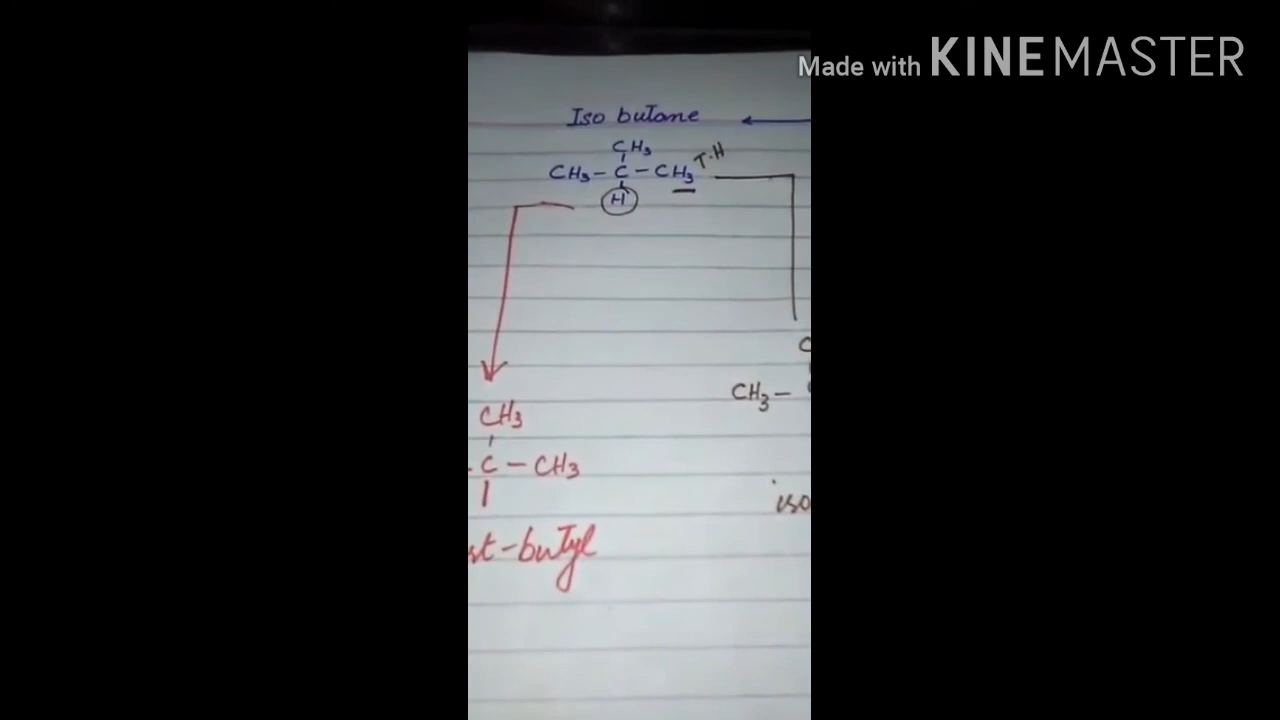 Made with KINEMASTER
Iso butane
CH3
CH3 - C - CH3 T.H
H
CH3 -
CH3
C - CH3
iso
st-butyl